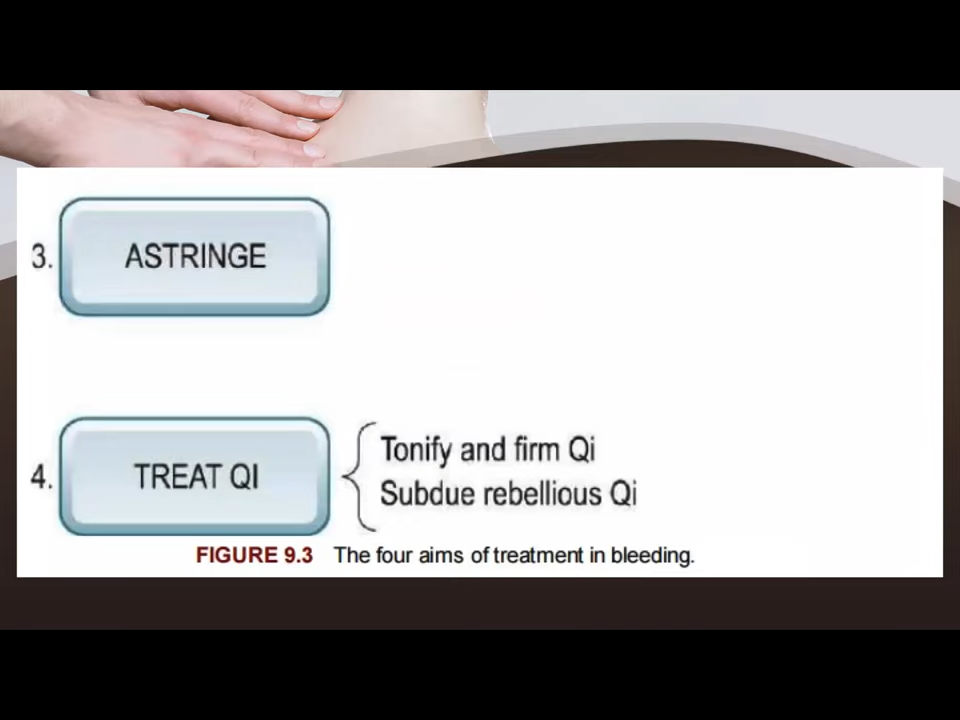 3. ASTRINGE
4. TREAT QI
Tonify and firm Qi
Subdue rebellious Qi
FIGURE 9.3 The four aims of treatment in bleeding.